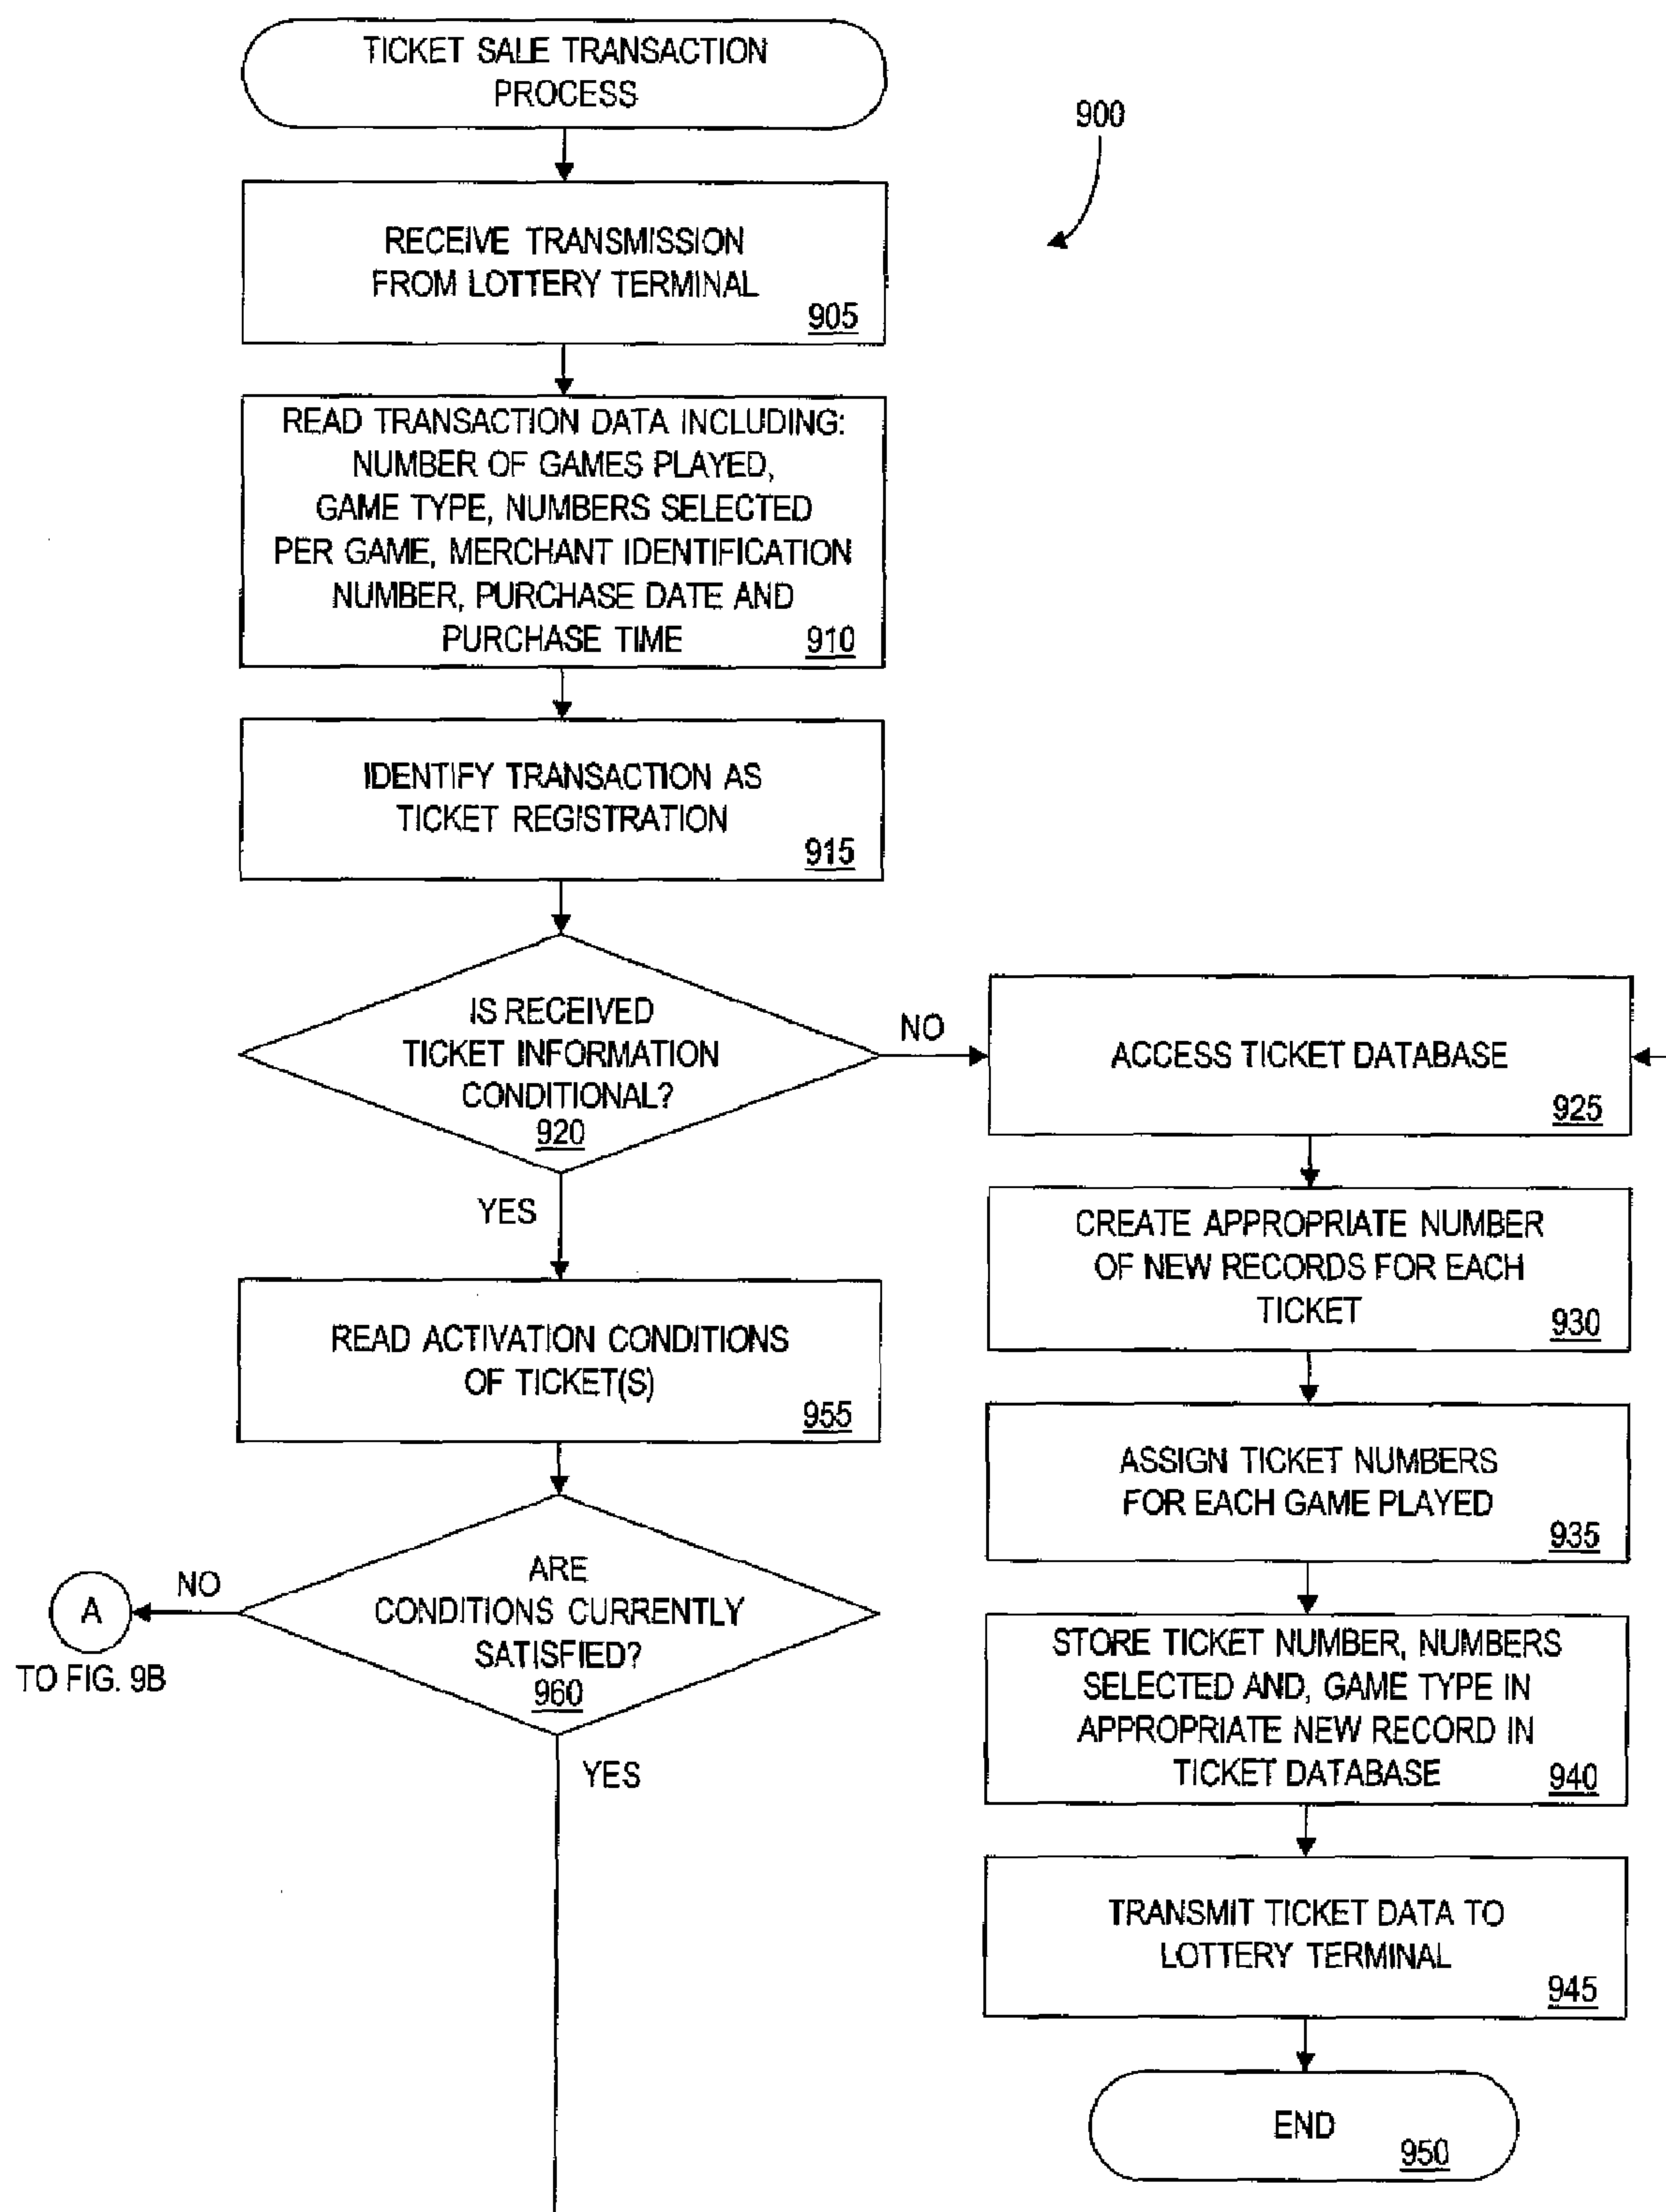 TICKET SALE TRANSACTION
PROCESS
900
RECEIVE TRANSMISSION
FROM LOTTERY TERMINAL
905
READ TRANSACTION DATA INCLUDING:
NUMBER OF GAMES PLAYED,
GAME TYPE, NUMBERS SELECTED
PER GAME, MERCHANT IDENTIFICATION
NUMBER, PURCHASE DATE AND
PURCHASE TIME
910
IDENTIFY TRANSACTION AS
TICKET REGISTRATION
915
IS RECEIVED
TICKET INFORMATION
CONDITIONAL?
920
NO
YES
ACCESS TICKET DATABASE
925
CREATE APPROPRIATE NUMBER
OF NEW RECORDS FOR EACH
TICKET
930
READ ACTIVATION CONDITIONS
OF TICKET(S)
955
ASSIGN TICKET NUMBERS
FOR EACH GAME PLAYED
935
ARE
CONDITIONS CURRENTLY
SATISFIED?
960
NO
A
TO FIG. 9B
YES
STORE TICKET NUMBER, NUMBERS
SELECTED AND, GAME TYPE IN
APPROPRIATE NEW RECORD IN
TICKET DATABASE
940
TRANSMIT TICKET DATA TO
LOTTERY TERMINAL
945
END
950